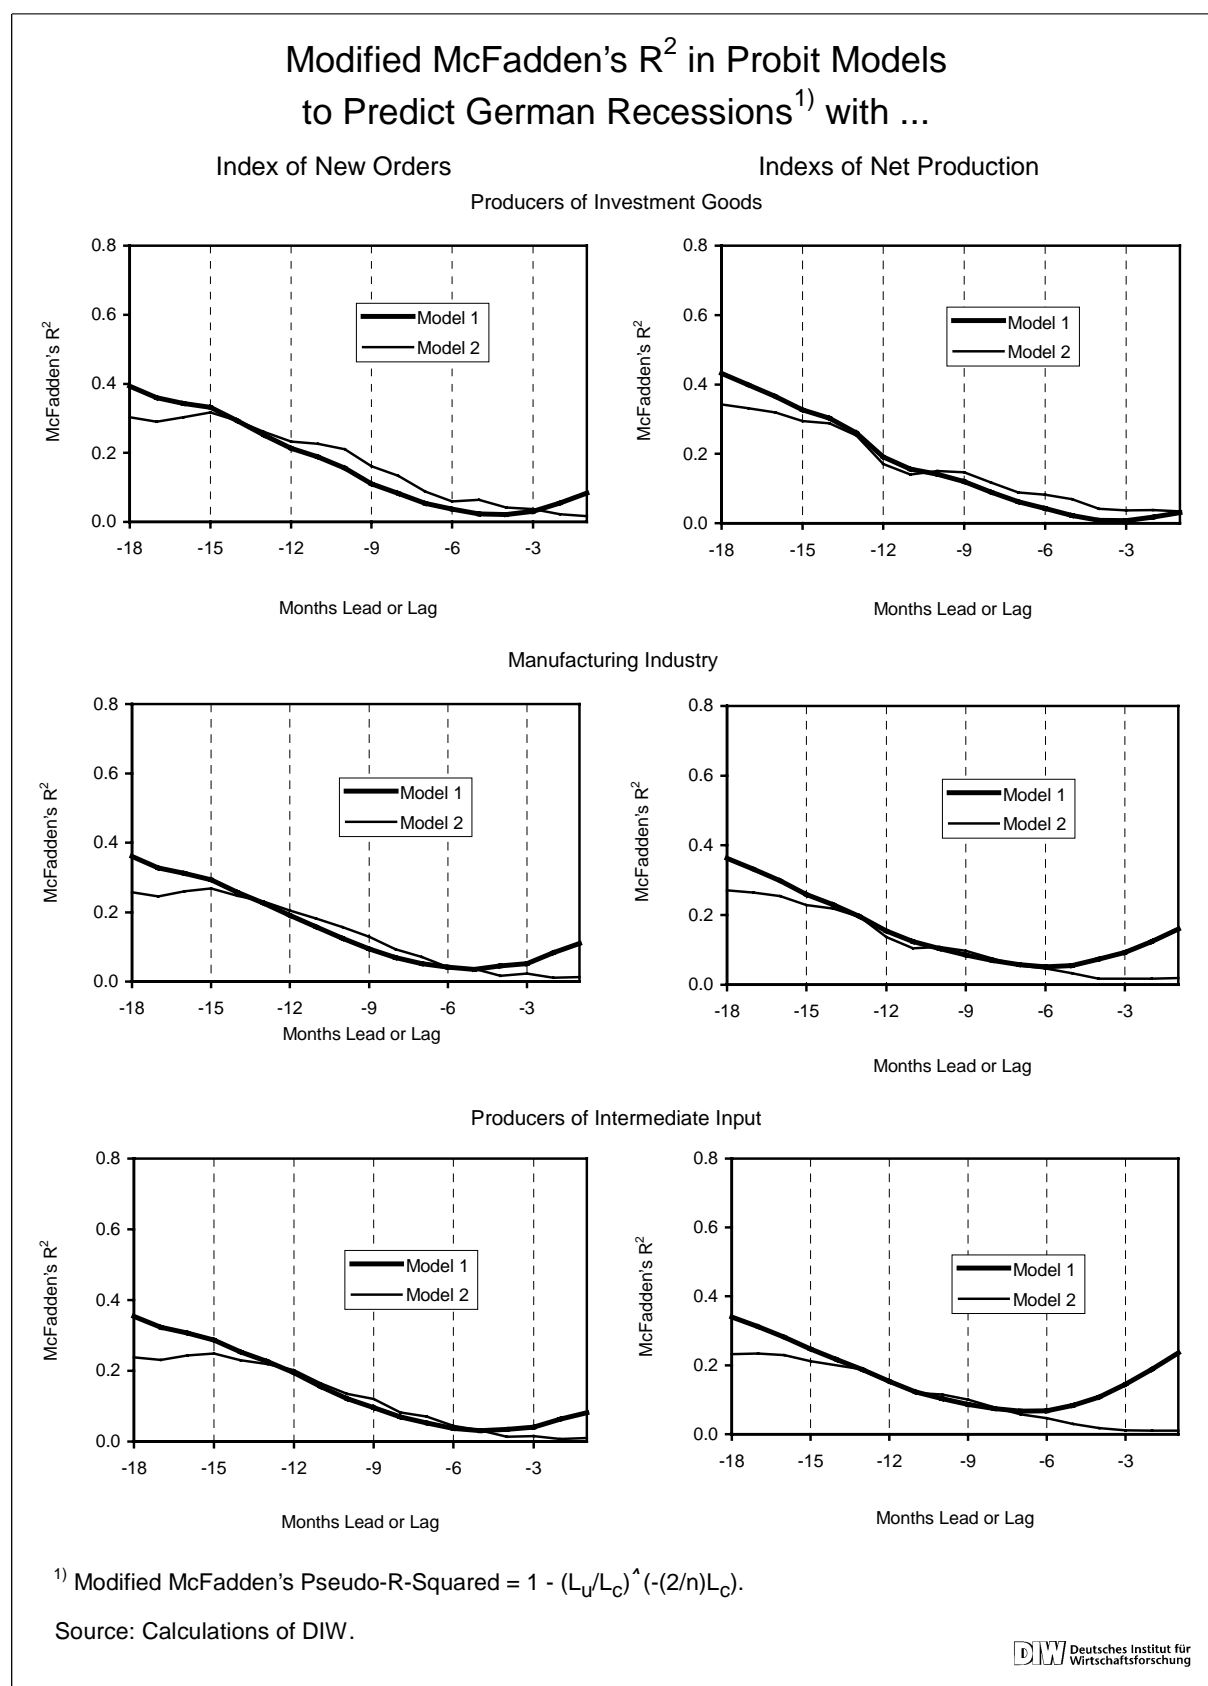 Modified McFadden's R² in Probit Models
to Predict German Recessions¹⁾ with ...
Index of New Orders
Indexs of Net Production
Producers of Investment Goods
0.8
0.6
0.4
0.2
0.0
McFadden's R²
Model 1
Model 2
-18 -15 -12 -9 -6 -3
Months Lead or Lag
0.8
0.6
0.4
0.2
0.0
McFadden's R²
Model 1
Model 2
-18 -15 -12 -9 -6 -3
Months Lead or Lag
Manufacturing Industry
0.8
0.6
0.4
0.2
0.0
McFadden's R²
Model 1
Model 2
-18 -15 -12 -9 -6 -3
Months Lead or Lag
0.8
0.6
0.4
0.2
0.0
McFadden's R²
Model 1
Model 2
-18 -15 -12 -9 -6 -3
Months Lead or Lag
Producers of Intermediate Input
0.8
0.6
0.4
0.2
0.0
McFadden's R²
Model 1
Model 2
-18 -15 -12 -9 -6 -3
Months Lead or Lag
0.8
0.6
0.4
0.2
0.0
McFadden's R²
Model 1
Model 2
-18 -15 -12 -9 -6 -3
Months Lead or Lag
¹⁾ Modified McFadden's Pseudo-R-Squared = 1 - (L_u/L_c)^(-(2/n)L_c).
Source: Calculations of DIW.
DIW Deutsches Institut für
Wirtschaftsforschung